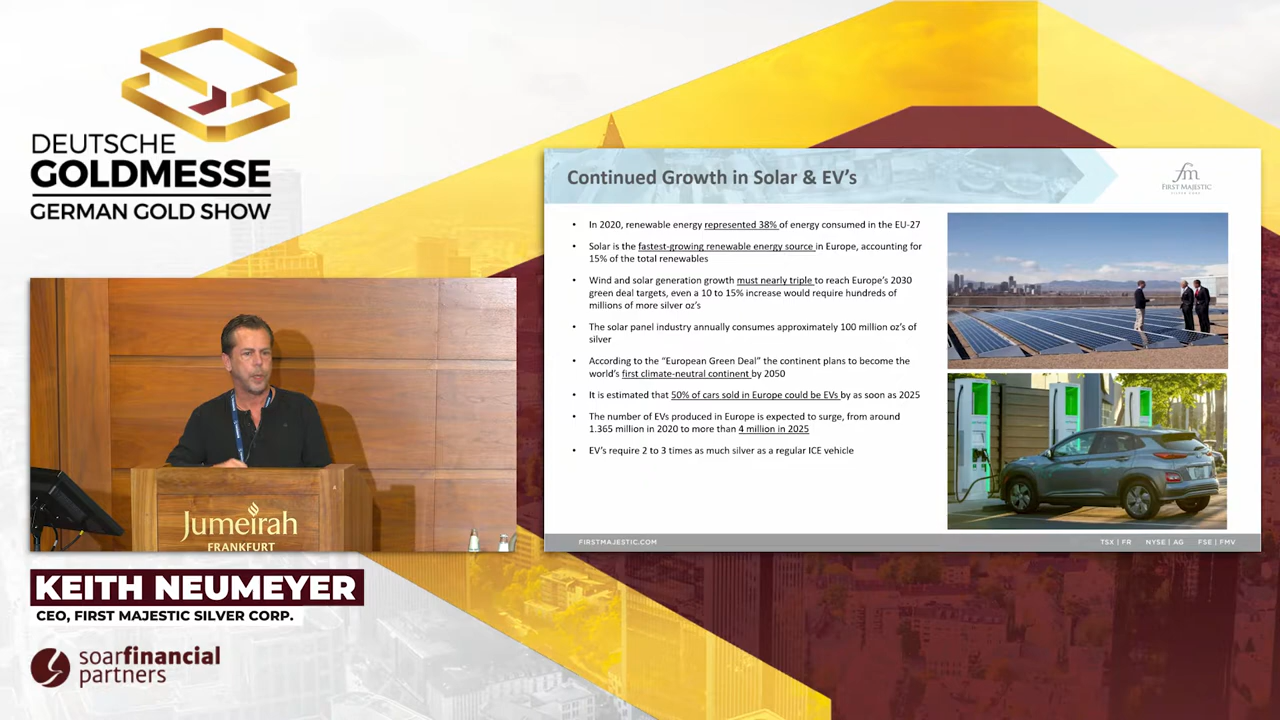 DEUTSCHE
GOLDMESSE
GERMAN GOLD SHOW
Jumeirah
FRANKFURT
KEITH NEUMEYER
CEO, FIRST MAJESTIC SILVER CORP.
soarfinancial
partners
Continued Growth in Solar & EV's
fm
FIRST MAJESTIC
SILVER CORP
• In 2020, renewable energy represented 38% of energy consumed in the EU-27
• Solar is the fastest-growing renewable energy source in Europe, accounting for
15% of the total renewables
• Wind and solar generation growth must nearly triple to reach Europe's 2030
green deal targets, even a 10 to 15% increase would require hundreds of
millions of more silver oz's
• The solar panel industry annually consumes approximately 100 million oz's of
silver
• According to the “European Green Deal” the continent plans to become the
world's first climate-neutral continent by 2050
• It is estimated that 50% of cars sold in Europe could be EVs by as soon as 2025
• The number of EVs produced in Europe is expected to surge, from around
1.365 million in 2020 to more than 4 million in 2025
• EV's require 2 to 3 times as much silver as a regular ICE vehicle
FIRSTMAJESTIC.COM
TSX | FR NYSE | AG FSE | FMV